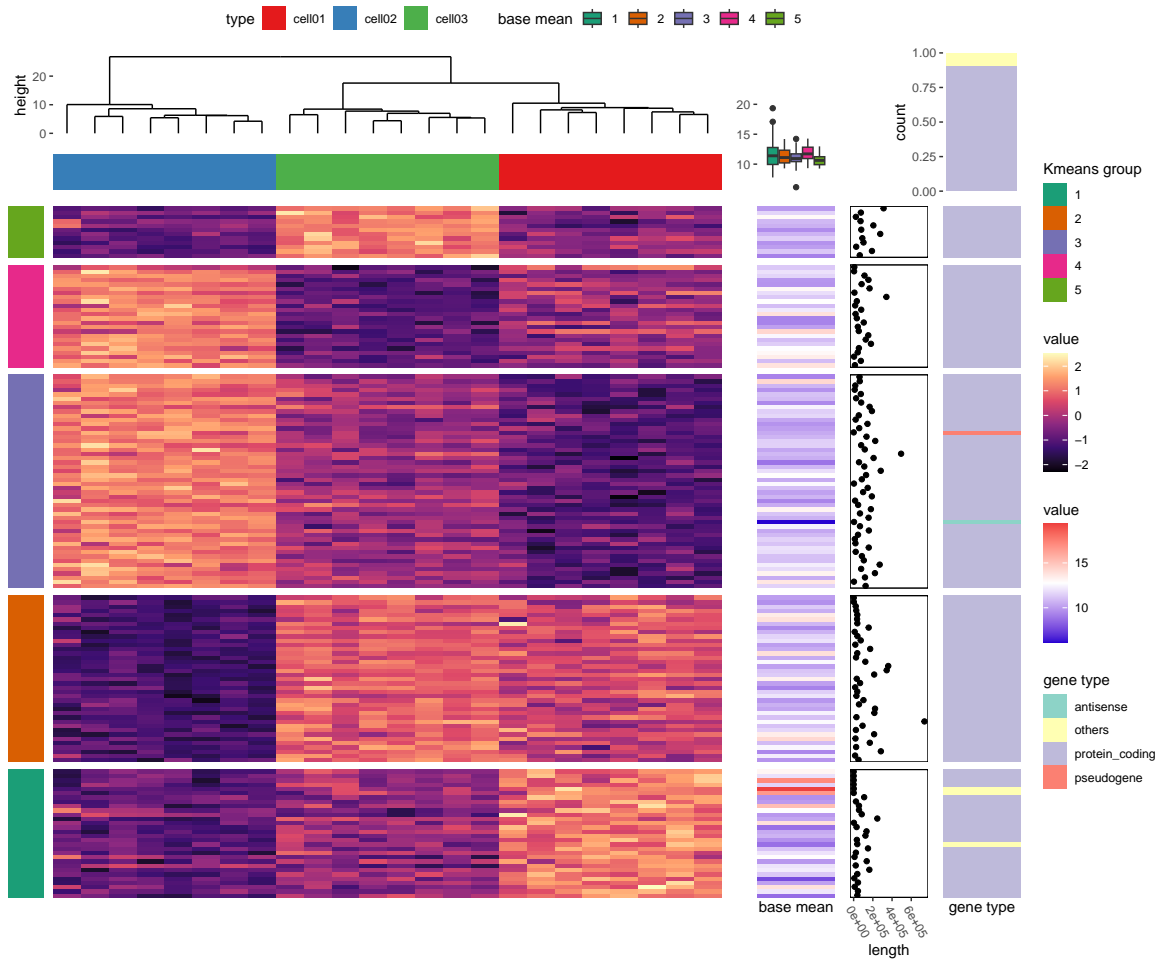 type cell01 cell02 cell03 base mean 1 2 3 4 5
height
20
10
0
20
15
10
count
1.00
0.75
0.50
0.25
0.00
Kmeans group
1
2
3
4
5
value
2
1
0
−1
−2
value
15
10
gene type
antisense
others
protein_coding
pseudogene
base mean
0e+00
2e+05
4e+05
6e+05
length
gene type